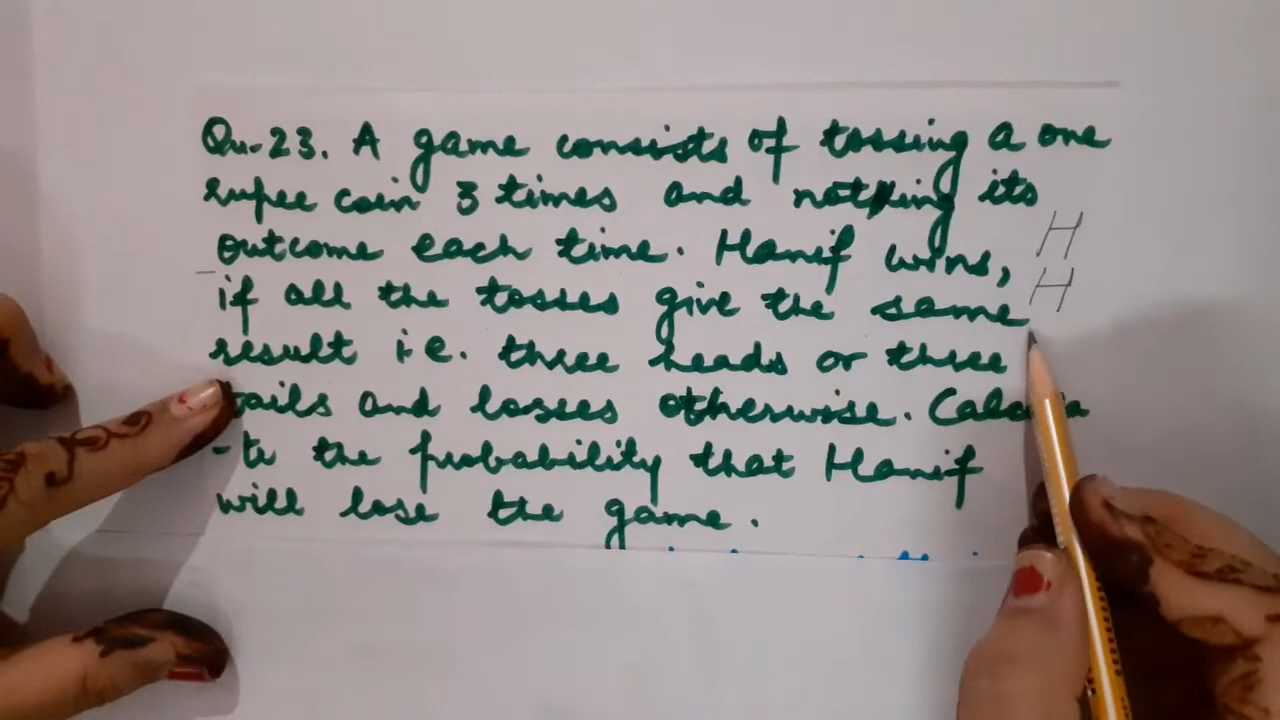 Qu-23. A game consists of tossing a one
rupee coin 3 times and notking its
outcome each time. Hanif wins,
if all the tosses give the same
result i.e. three heads or three
tails and losses otherwise.
-te the probability that Hanif
will lose the game.
H
H